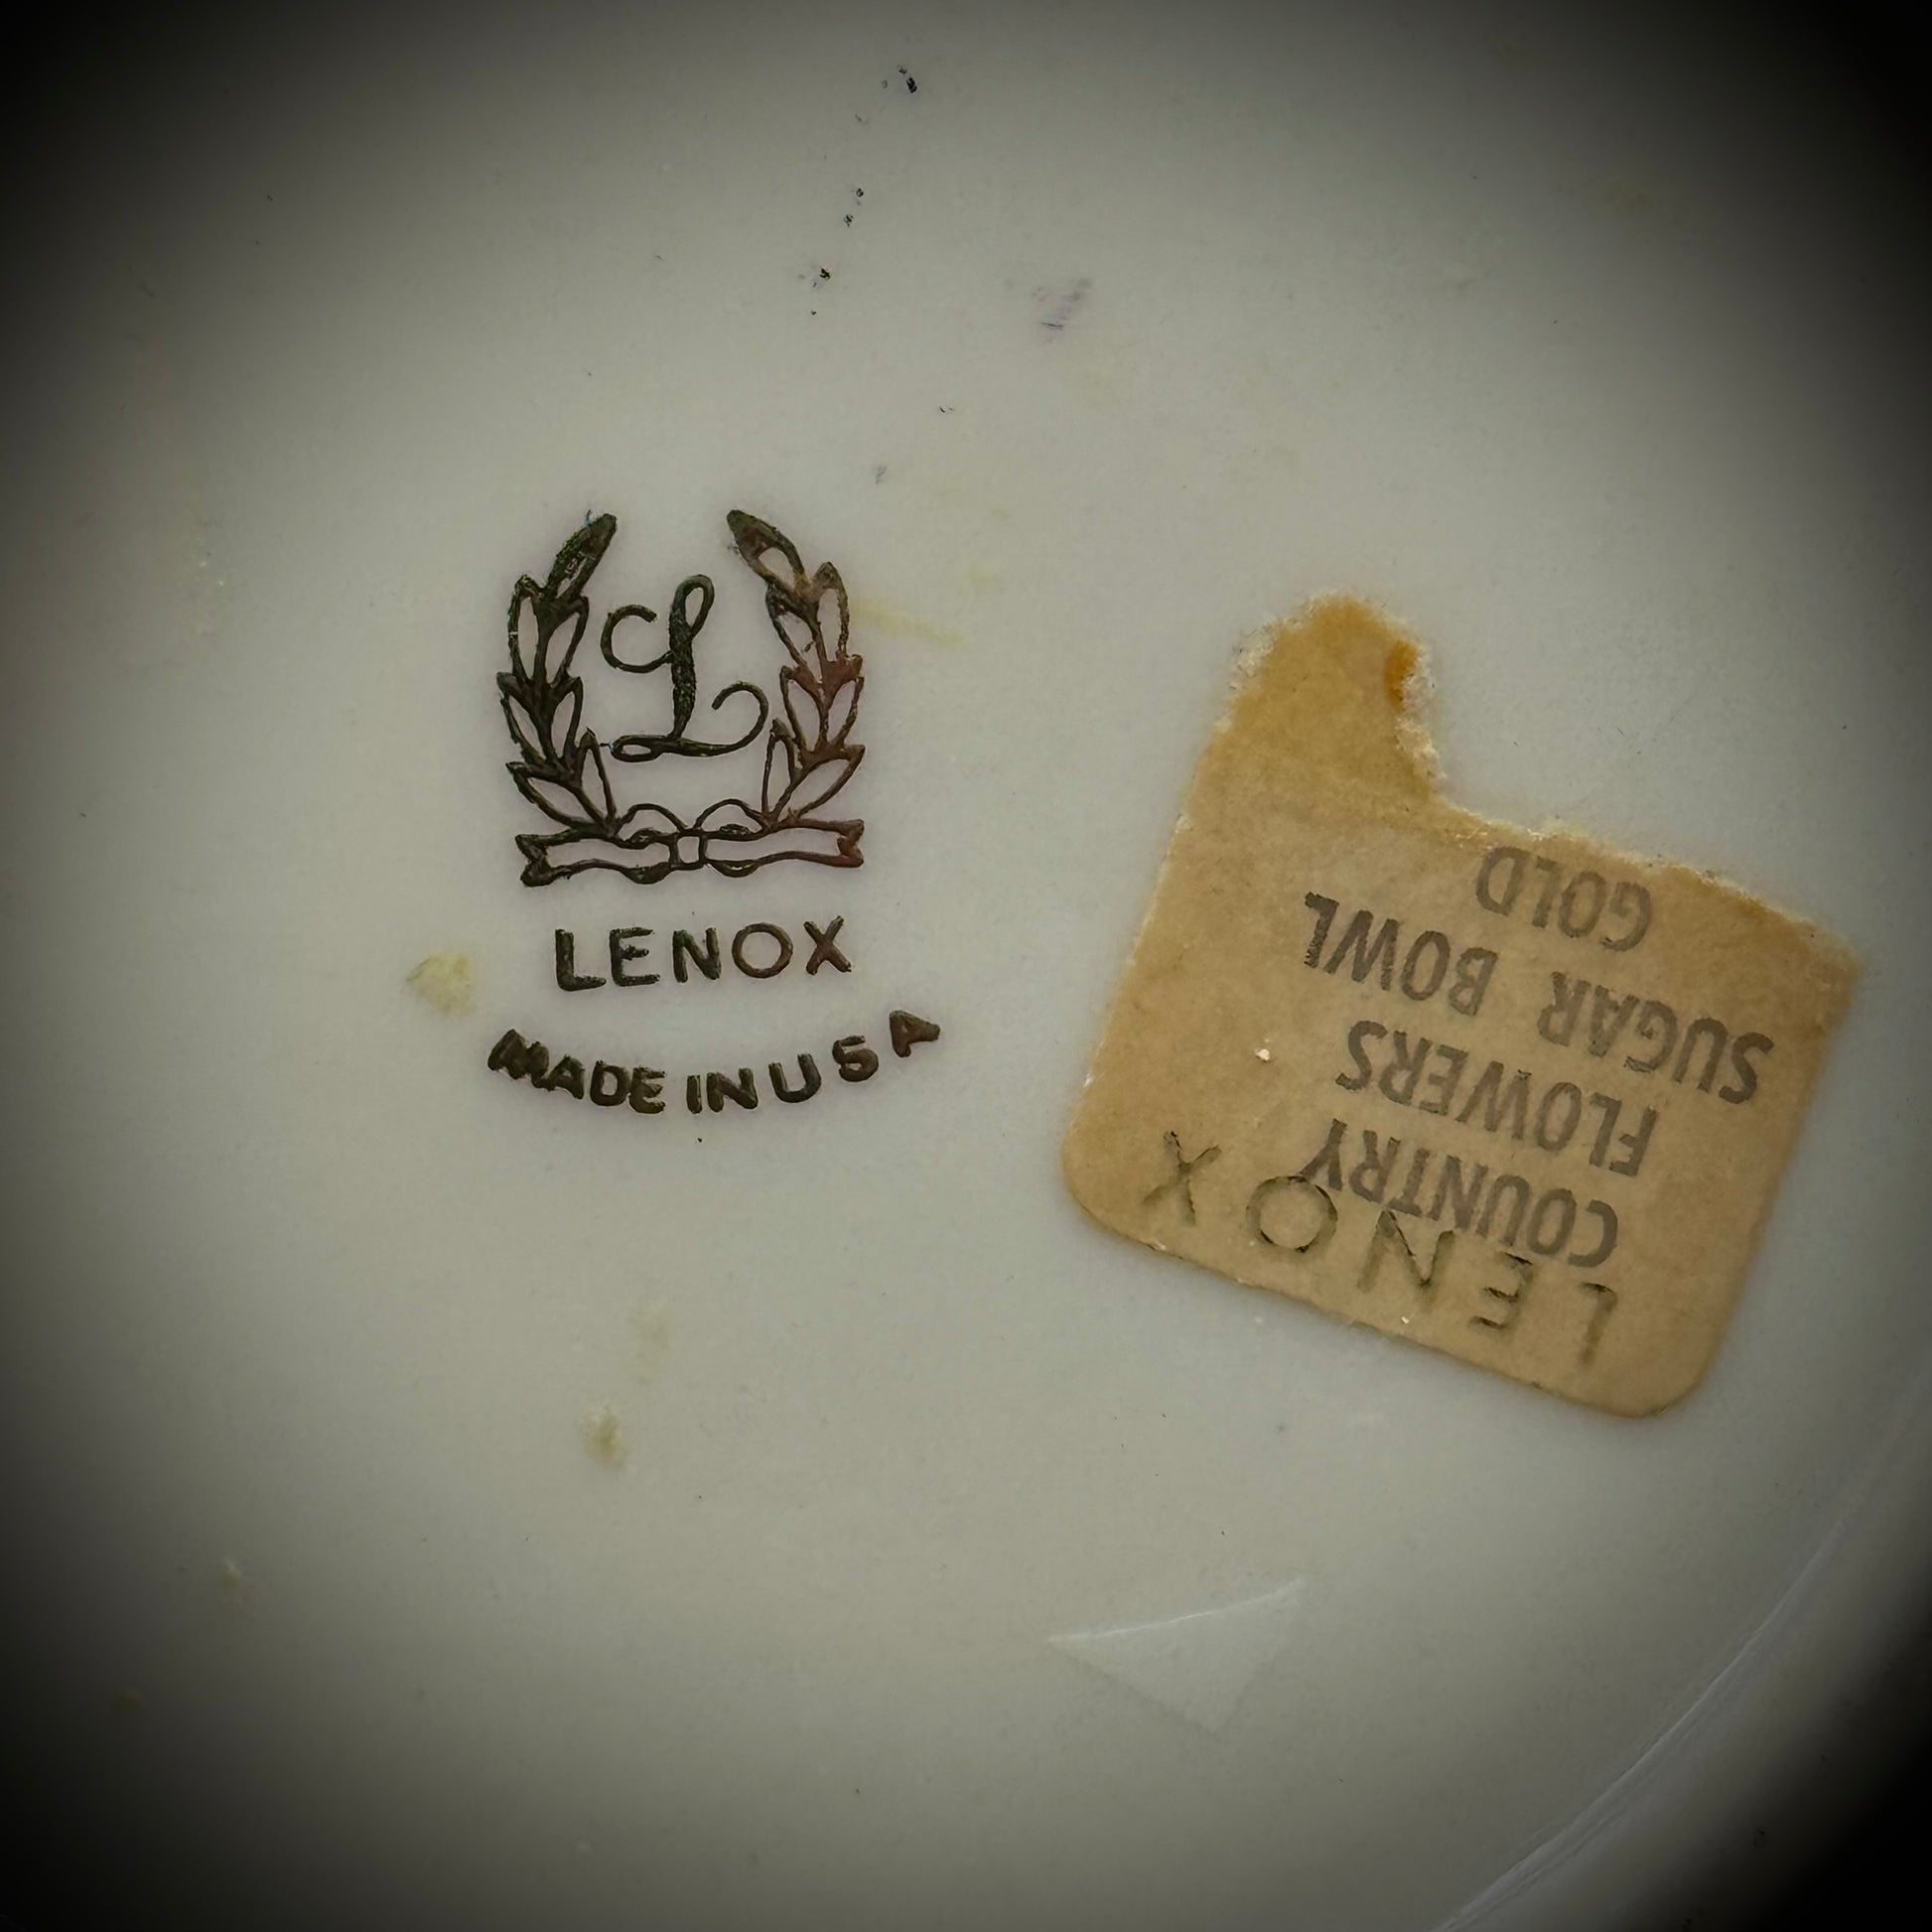 L
LENOX
MADE IN USA
LENOX
COUNTRY
FLOWERS
SUGAR BOWL
GOLD